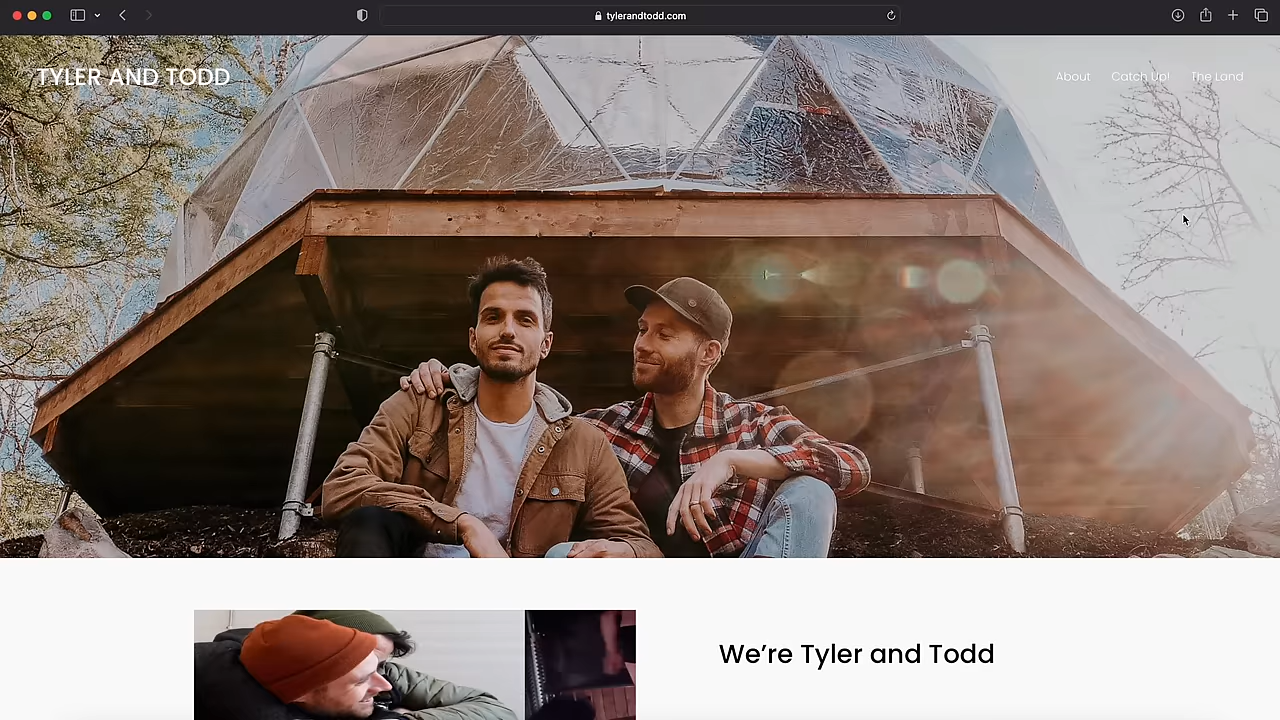 tylerandtodd.com
TYLER AND TODD
About Catch Up! The Land
We're Tyler and Todd